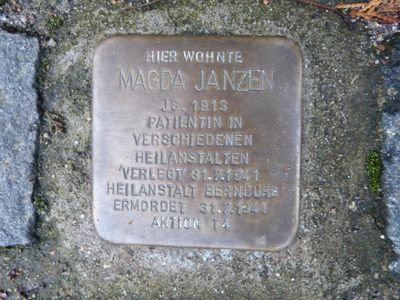 HIER WOHNTE
MAGDA JANZEN
JG. 1913
PATIENTIN IN
VERSCHIEDENEN
HEILANSTALTEN
'VERLEGT' 31.7.1941
HEILANSTALT BERNBURG
ERMORDET 31.7.1941
AKTION T4